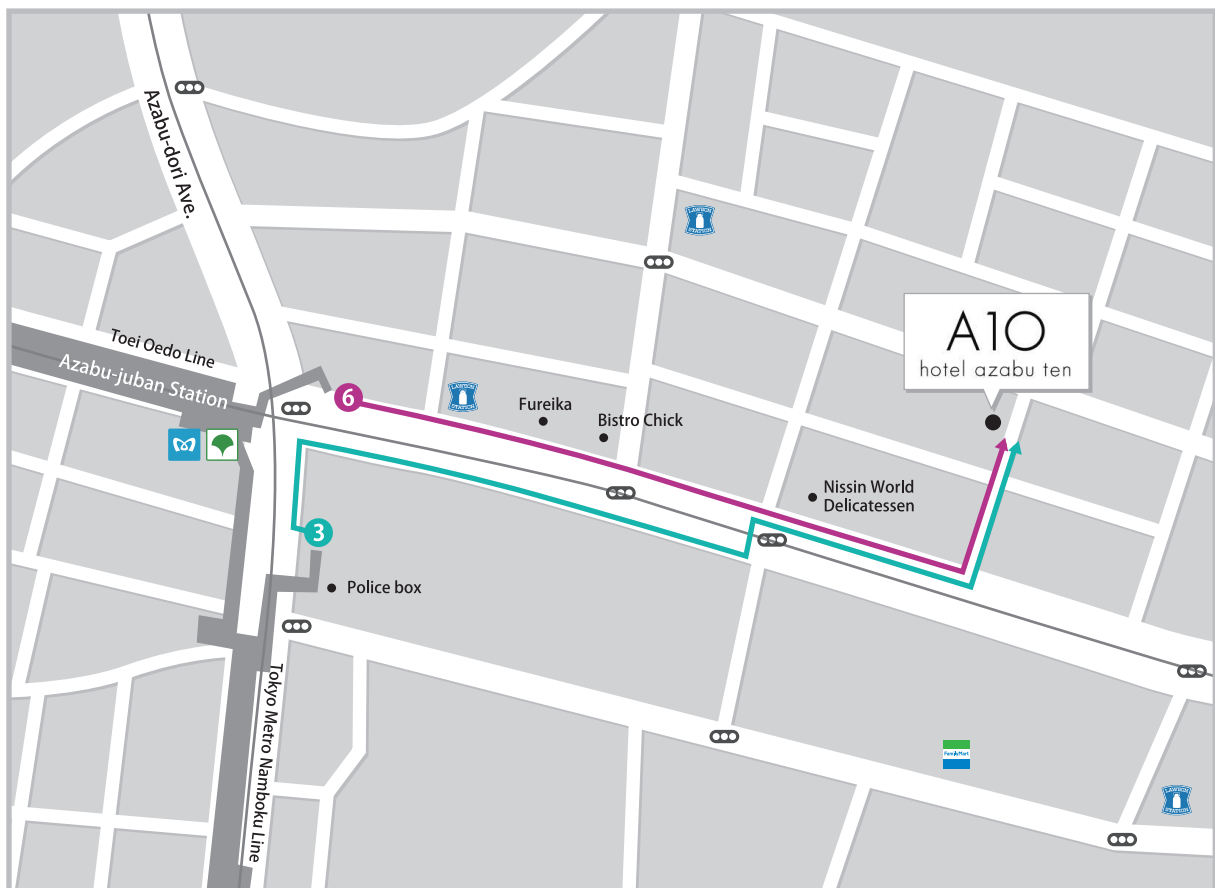 Azabu-dori Ave.
LAWSON
STATION
Toei Oedo Line
Azabu-juban Station
A10
hotel azabu ten
6
LAWSON
STATION
Fureika
Bistro Chick
Nissin World
Delicatessen
3
Police box
Tokyo Metro Namboku Line
FamilyMart
LAWSON
STATION